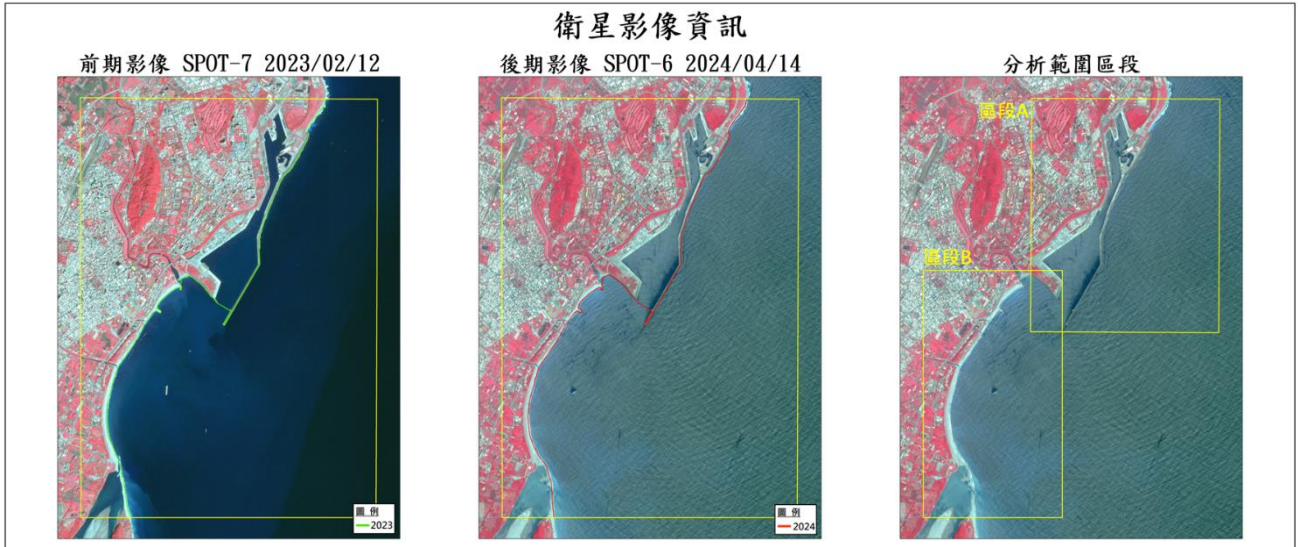 衛星影像資訊
前期影像 SPOT-7 2023/02/12
後期影像 SPOT-6 2024/04/14
分析範圍區段
區段A
區段B
圖 例
2023
圖 例
2024